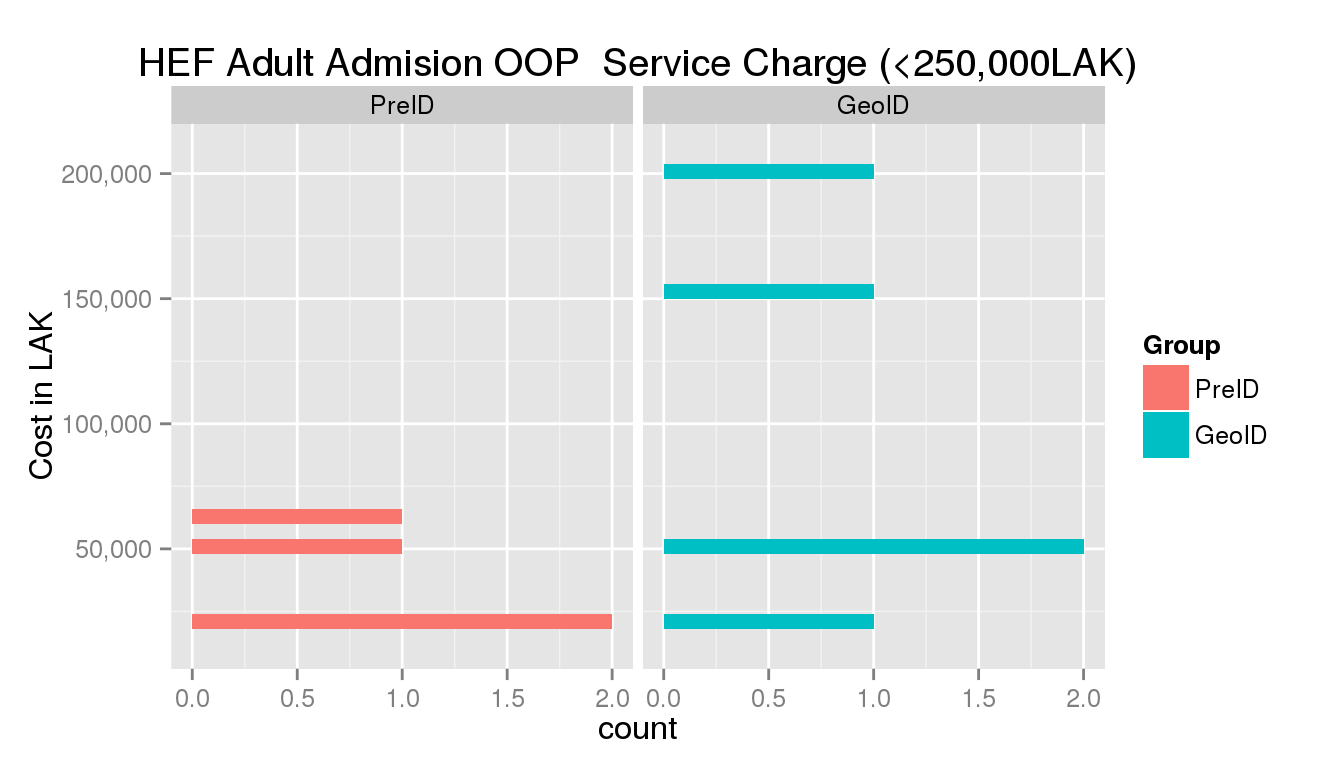 HEF Adult Admision OOP  Service Charge (<250,000LAK)
PreID
GeoID
Cost in LAK
200,000
150,000
100,000
50,000
0.0 0.5 1.0 1.5 2.0
0.0 0.5 1.0 1.5 2.0
count
Group
PreID
GeoID